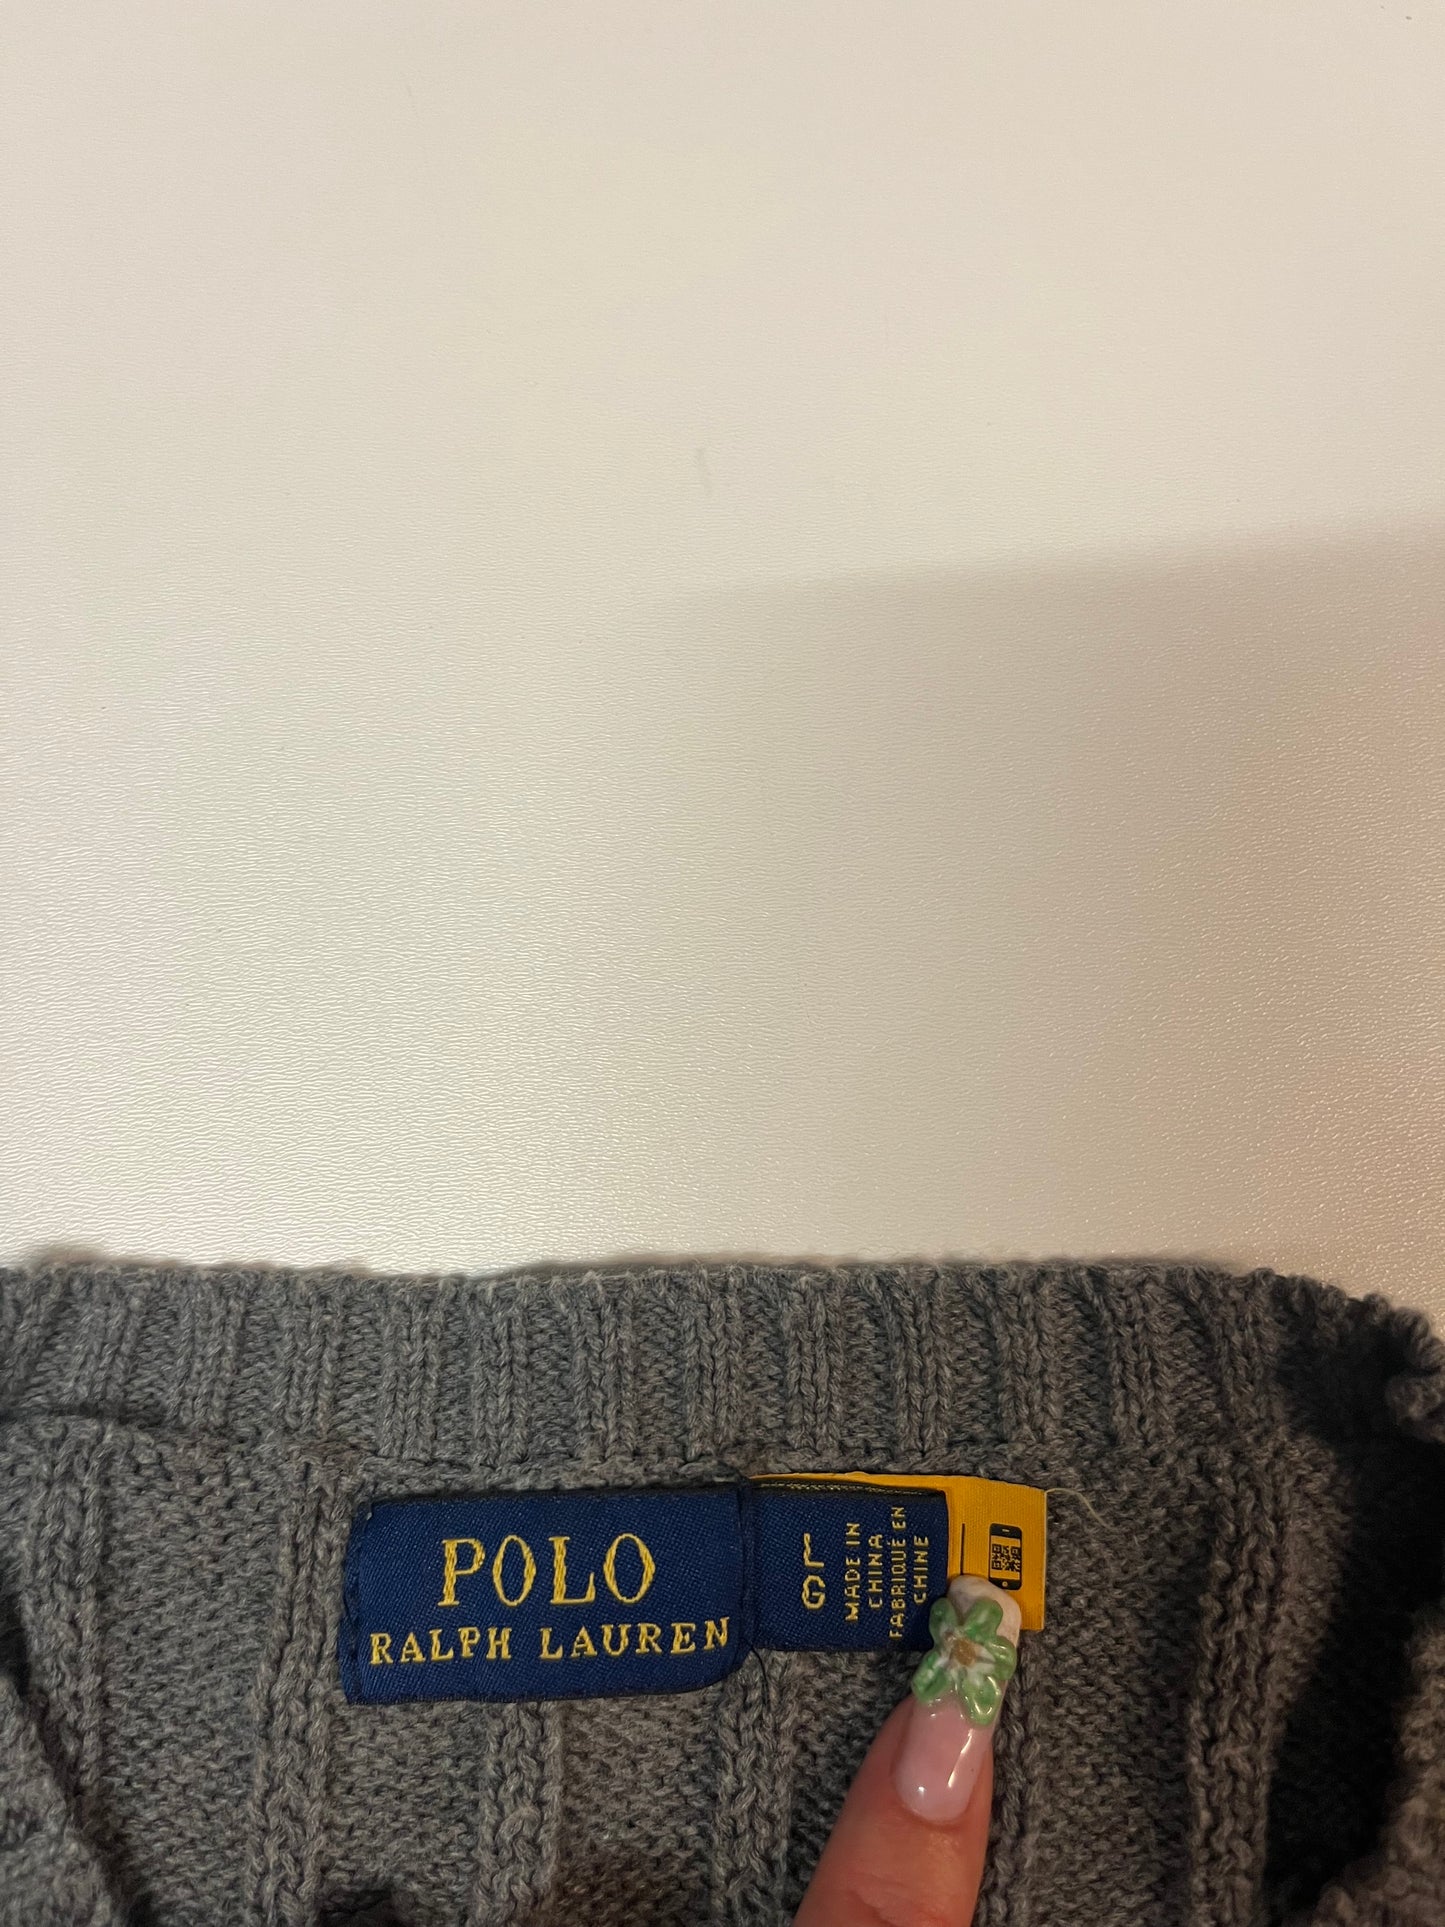 POLO
RALPH LAUREN
L
G
MADE IN
CHINA
FABRIQUÉ EN
CHINE